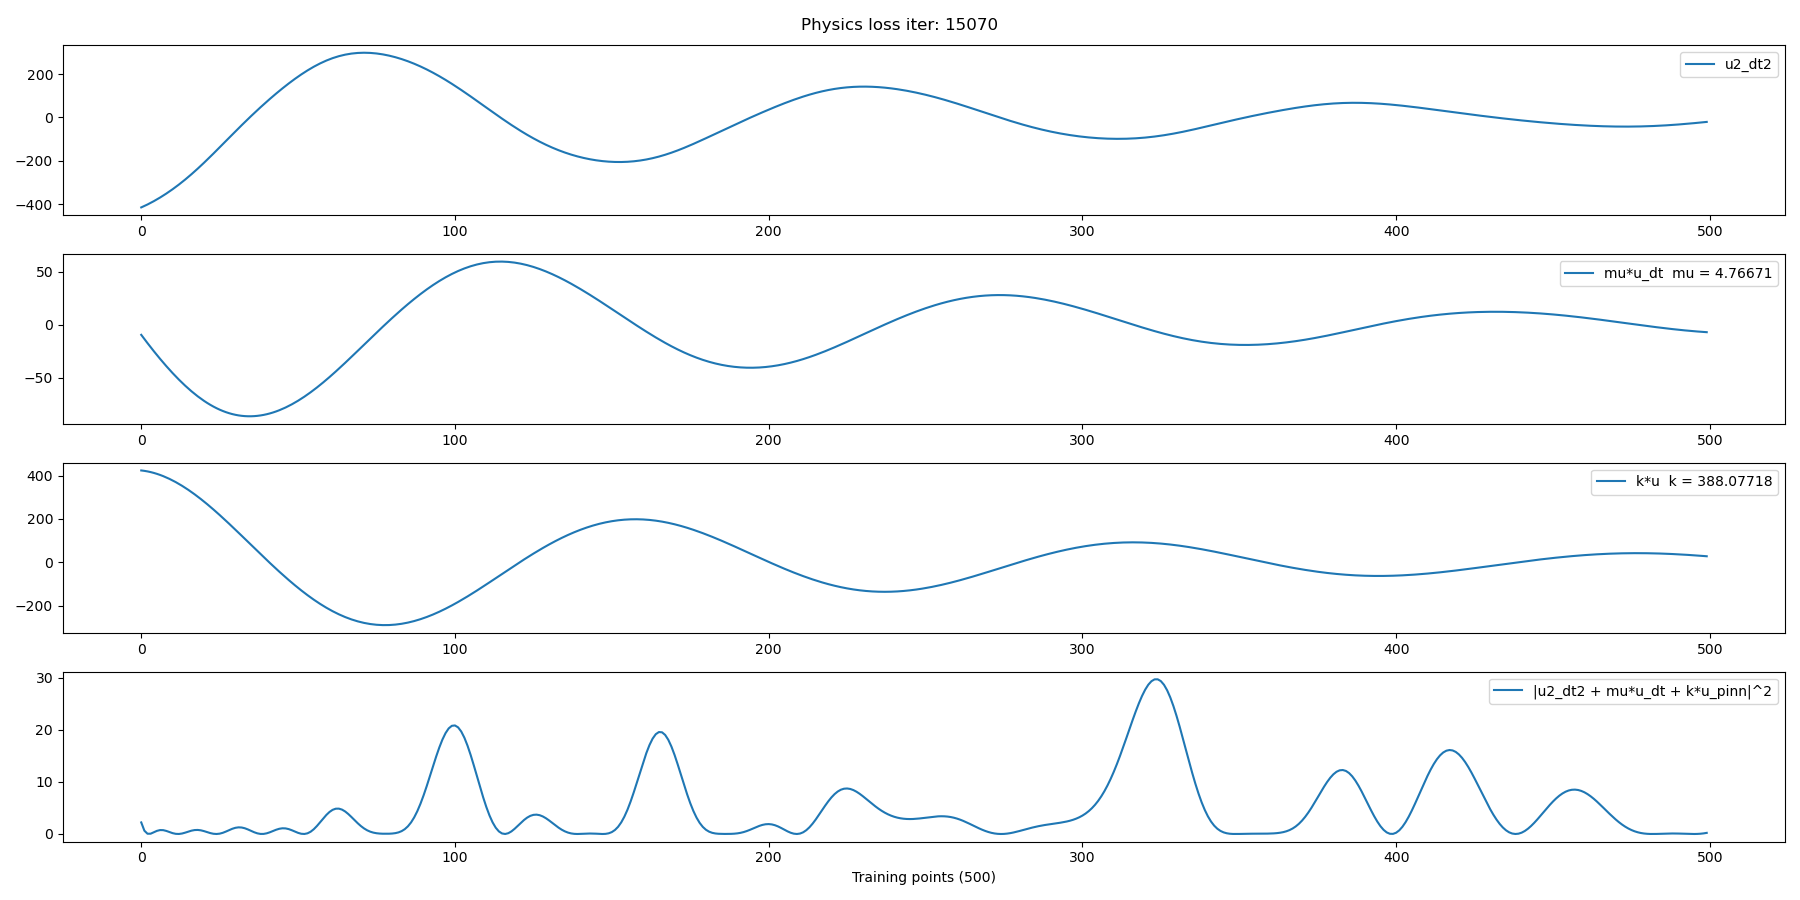 Physics loss iter: 15070
200
0
−200
−400
u2_dt2
0 100 200 300 400 500
50
0
−50
mu*u_dt  mu = 4.76671
0 100 200 300 400 500
400
200
0
−200
k*u  k = 388.07718
0 100 200 300 400 500
30
20
10
0
|u2_dt2 + mu*u_dt + k*u_pinn|^2
0 100 200 300 400 500
Training points (500)